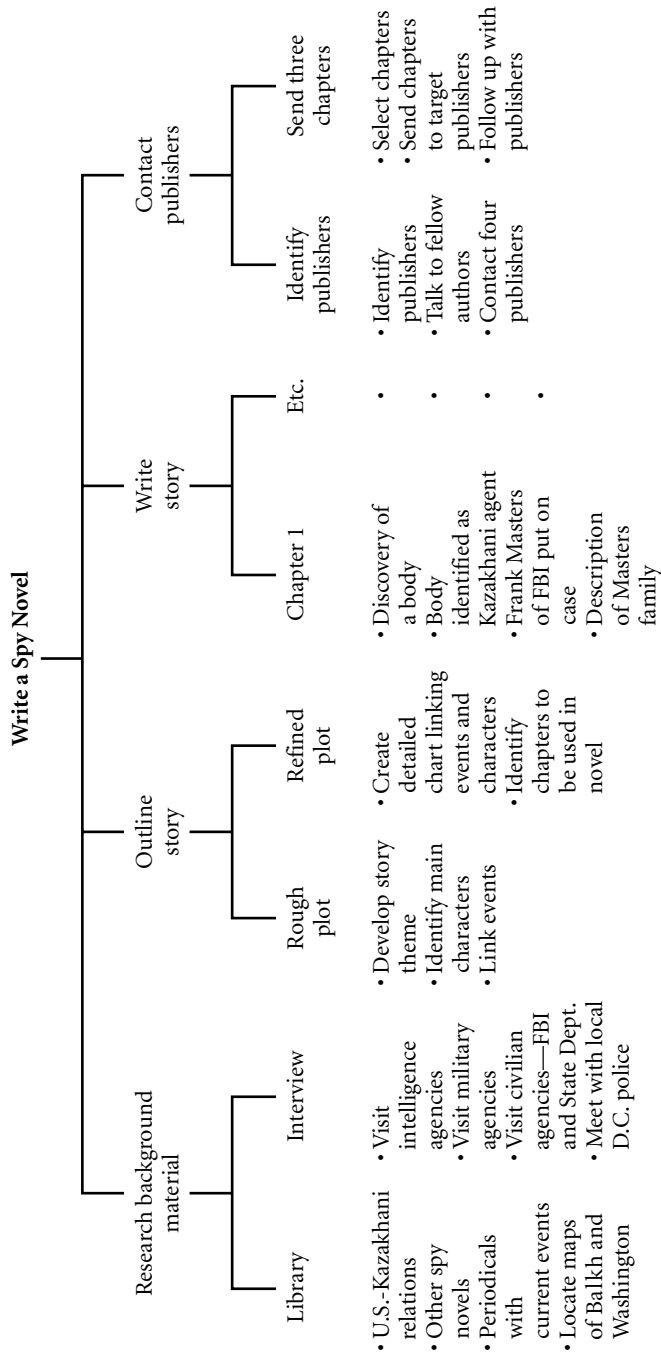 Write a Spy Novel
Research background
material
Outline
story
Write
story
Contact
publishers
Library
Interview
Rough
plot
Refined
plot
Chapter 1
Etc.
Identify
publishers
Send three
chapters
• U.S.-Kazakhani
relations
• Other spy
novels
• Periodicals
with
current events
• Locate maps
of Balkh and
Washington
• Visit
intelligence
agencies
• Visit military
agencies
• Visit civilian
agencies—FBI
and State Dept.
• Meet with local
D.C. police
• Develop story
theme
• Identify main
characters
• Link events
• Create
detailed
chart linking
events and
characters
• Identify
chapters to
be used in
novel
• Discovery of
a body
• Body
identified as
Kazakhani agent
• Frank Masters
of FBI put on
case
• Description
of Masters
family
•
•
•
•
• Identify
publishers
• Talk to fellow
authors
• Contact four
publishers
• Select chapters
• Send chapters
to target
publishers
• Follow up with
publishers